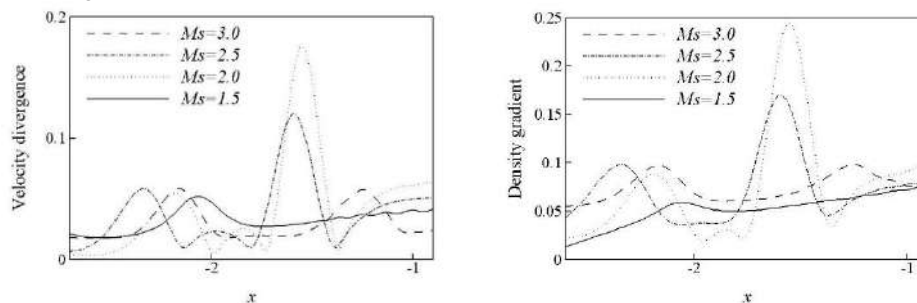 0.2
Ms=3.0
Ms=2.5
Ms=2.0
Ms=1.5
0.1
0
-2
-1
x
Velocity divergence
0.25
0.20
0.15
0.10
0.05
0
Ms=3.0
Ms=2.5
Ms=2.0
Ms=1.5
-2
-1
x
Density gradient